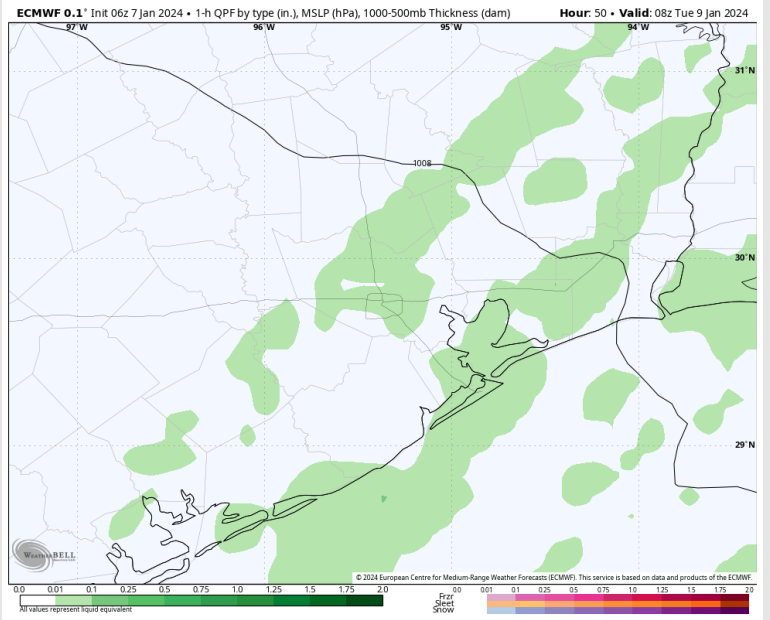 ECMWF 0.1° Init 06z 7 Jan 2024 • 1-h QPF by type (in.), MSLP (hPa), 1000-500mb Thickness (dam) Hour: 50 • Valid: 08z Tue 9 Jan 2024
97°W 96°W 95°W 94°W
31°N
1008
30°N
29°N
WEATHERBELL
© 2024 European Centre for Medium-Range Weather Forecasts (ECMWF). This service is based on data and products of the ECMWF.
0.0 0.01 0.1 0.25 0.5 0.75 1.0 1.25 1.5 1.75 2.0
0.0 0.01 0.1 0.25 0.5 0.75 1.0 1.25 1.5 1.75 2.0
All values represent liquid equivalent
Frzr
Sleet
Snow